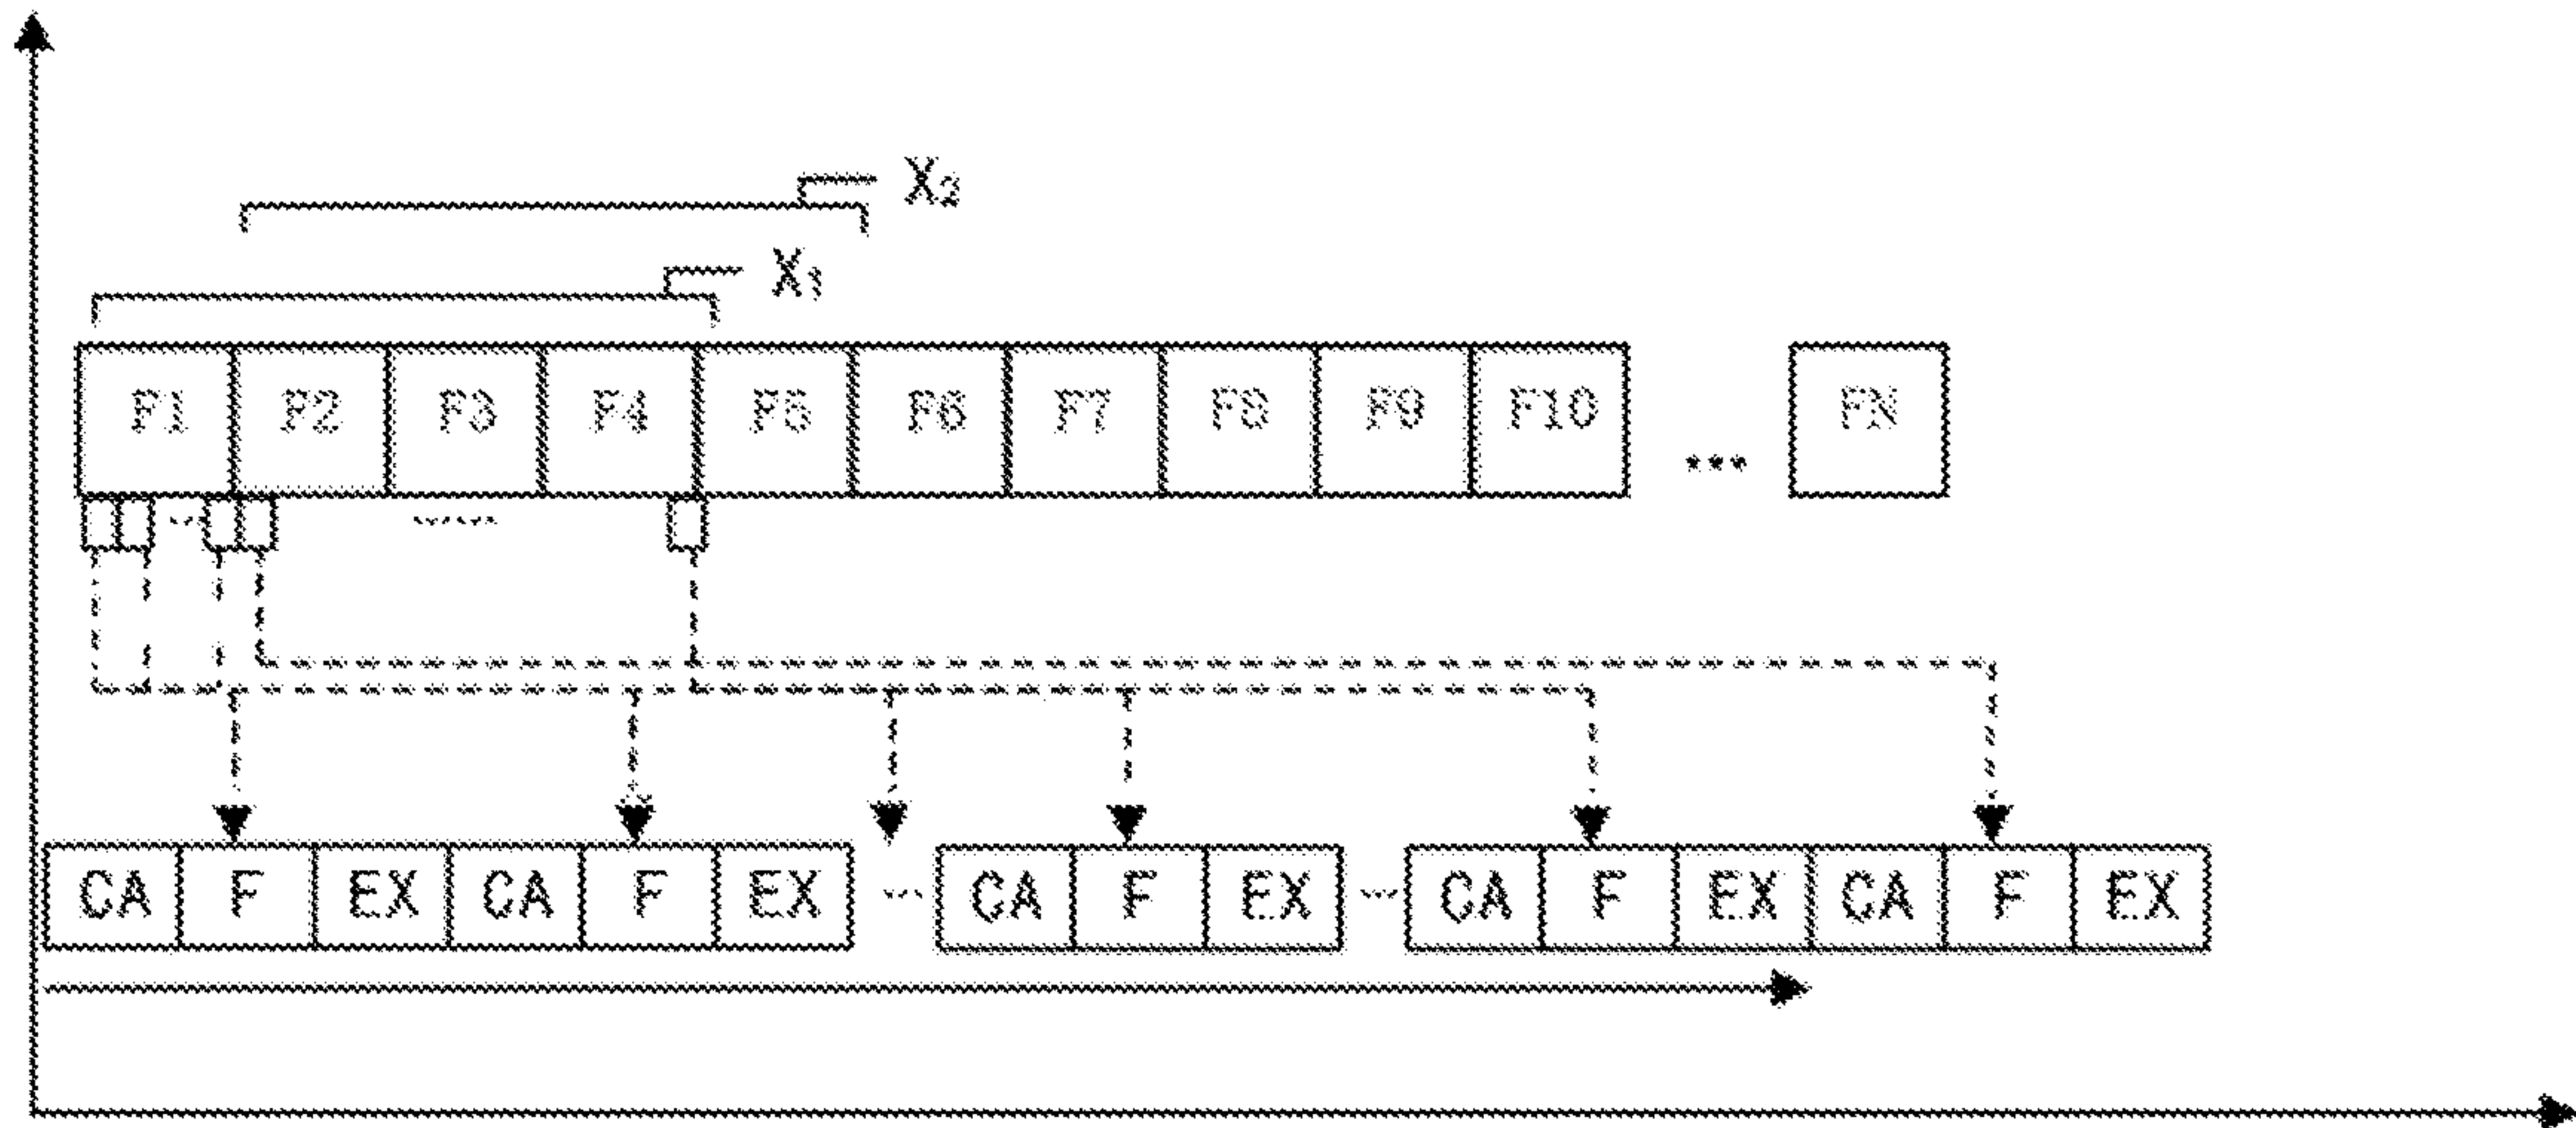 X2
X1
F1 F2 F3 F4 F5 F6 F7 F8 F9 F10 ... FN
CA F EX CA F EX ... CA F EX ... CA F EX CA F EX